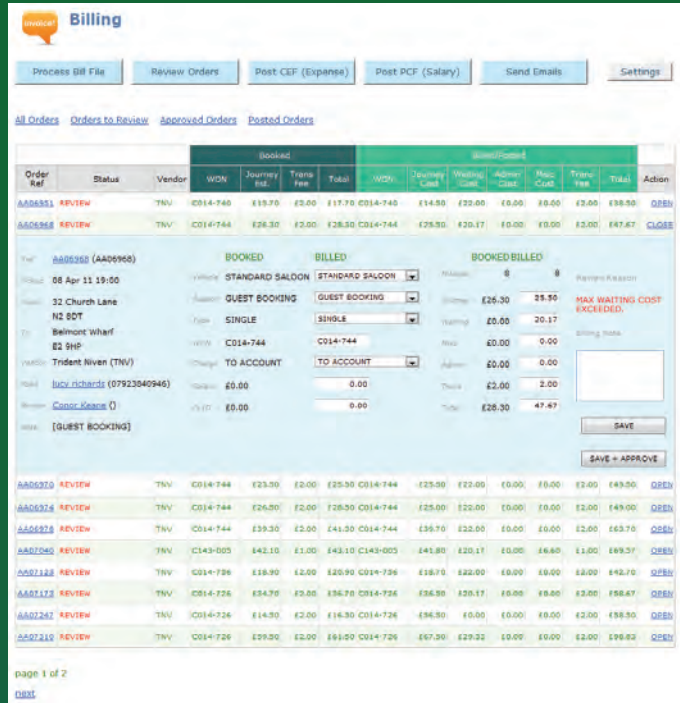 Billing
Process Bill File Review Orders Post CEF (Expense) Post PCF (Salary) Send Emails Settings
All Orders Orders to Review Approved Orders Posted Orders
Booked
Order Ref Status Vendor WON Journey Est. Trans Fee Total WON Journey Cost Waiting Cost Admin Cost Misc Cost Trans Fee Total Action
AA06951 REVIEW TNV C014-740 £15.70 £2.00 £17.70 C014-740 £14.50 £22.00 £0.00 £0.00 £2.00 £38.50 OPEN
AA06968 REVIEW TNV C014-744 £26.30 £2.00 £28.30 C014-744 £25.50 £20.17 £0.00 £0.00 £2.00 £47.67 CLOSE
BOOKED BILLED BOOKED BILLED
AA06968 (AA06968)
08 Apr 11 19:00 STANDARD SALOON STANDARD SALOON 0 0 Review Reason
32 Church Lane GUEST BOOKING GUEST BOOKING £26.30 25.50 MAX WAITING COST EXCEEDED.
N2 8DT SINGLE SINGLE Waiting £0.00 20.17
To Belmont Wharf Billing Note
E2 9HP C014-744 C014-744 £0.00 0.00
Trident Niven (TNV) TO ACCOUNT TO ACCOUNT Admin £0.00 0.00
lucy richards (07923840946) £0.00 0.00 £2.00 2.00
Conor Keane () £0.00 0.00 £28.30 47.67
[GUEST BOOKING] SAVE
SAVE + APPROVE
AA06970 REVIEW TNV C014-744 £23.50 £2.00 £25.50 C014-744 £25.50 £22.00 £0.00 £0.00 £2.00 £49.50 OPEN
AA06974 REVIEW TNV C014-744 £26.50 £2.00 £28.50 C014-744 £25.00 £22.00 £0.00 £0.00 £2.00 £49.00 OPEN
AA06978 REVIEW TNV C014-744 £39.30 £2.00 £41.30 C014-744 £39.70 £22.00 £0.00 £0.00 £2.00 £63.70 OPEN
AA07040 REVIEW TNV C143-005 £42.10 £1.00 £43.10 C143-005 £41.80 £20.17 £0.00 £6.60 £1.00 £69.57 OPEN
AA07123 REVIEW TNV £18.90 £2.00 £20.90 £18.70 £22.00 £0.00 £0.00 £2.00 £42.70 OPEN
AA07173 REVIEW TNV C014-726 £34.70 £2.00 £36.70 C014-726 £36.50 £20.17 £0.00 £0.00 £2.00 £58.67 OPEN
AA07247 REVIEW TNV C014-726 £14.30 £2.00 £16.30 C014-726 £36.50 £0.00 £0.00 £0.00 £2.00 £38.50 OPEN
AA07210 REVIEW TNV C014-726 £59.50 £2.00 £61.50 C014-726 £67.50 £29.33 £0.00 £0.00 £2.00 £98.83 OPEN
page 1 of 2
next